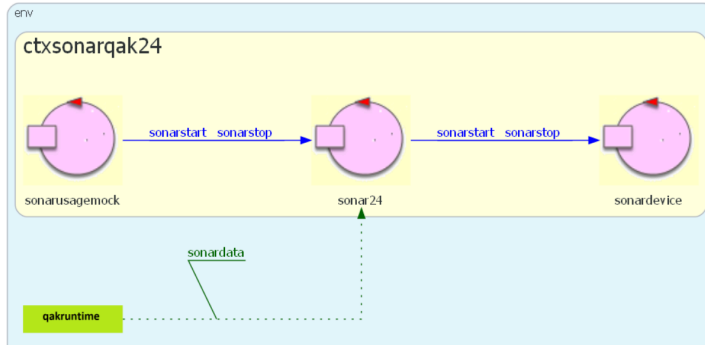 env
ctxsonarqak24
sonarstart sonarstop
sonarstart sonarstop
sonarusagemock
sonar24
sonardevice
sonardata
qakruntime